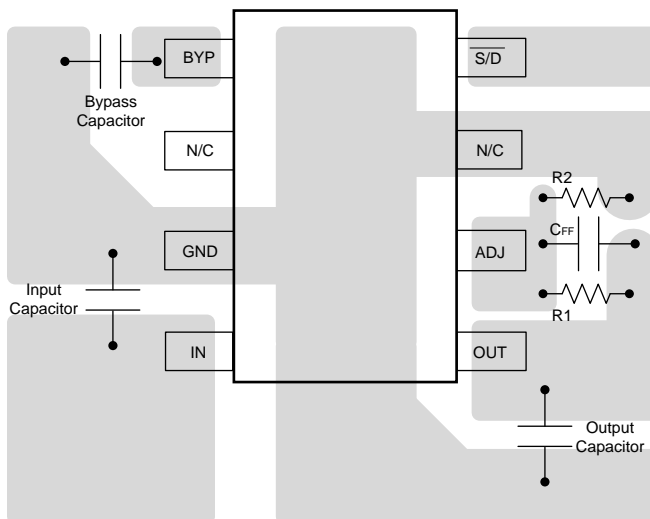 BYP
S/D
Bypass
Capacitor
N/C
N/C
R2
CFF
GND
ADJ
Input
Capacitor
R1
IN
OUT
Output
Capacitor